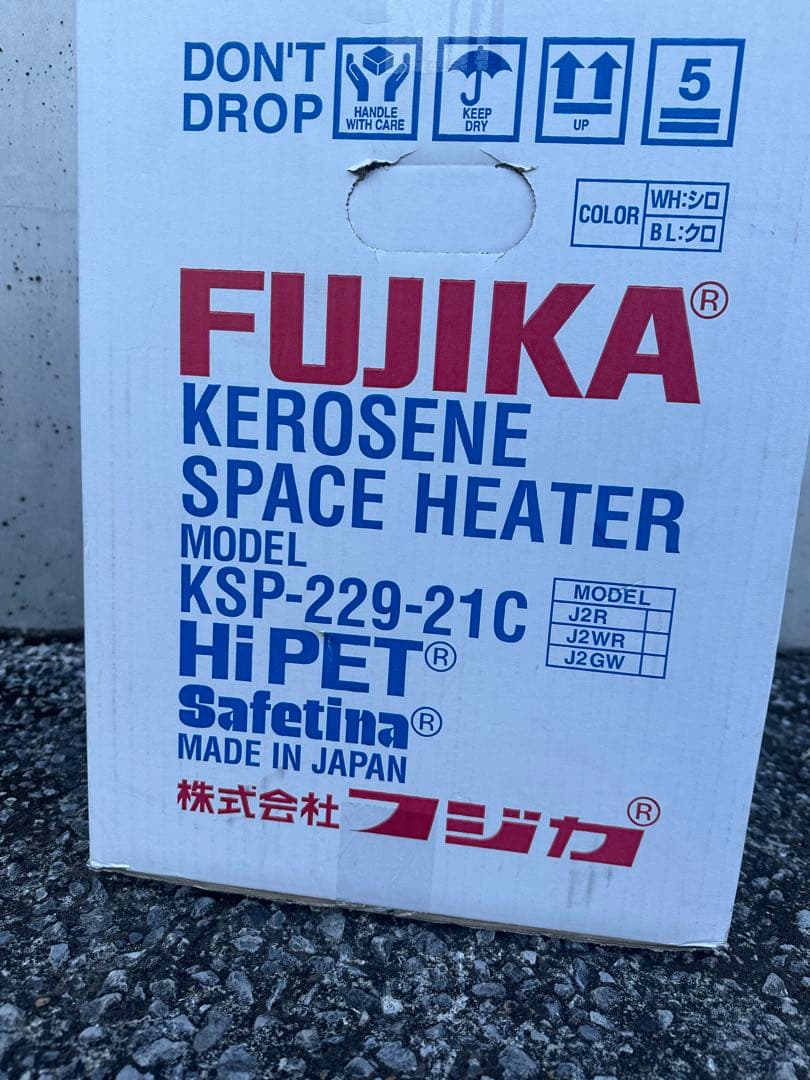 DON'T
DROP
HANDLE
WITH CARE
KEEP
DRY
UP
5
COLOR
WH:シロ
BL:クロ
FUJIKA®
KEROSENE
SPACE HEATER
MODEL
KSP-229-21C
MODEL
J2R
J2WR
J2GW
HiPET®
Safetina®
MADE IN JAPAN
株式会社フジカ®